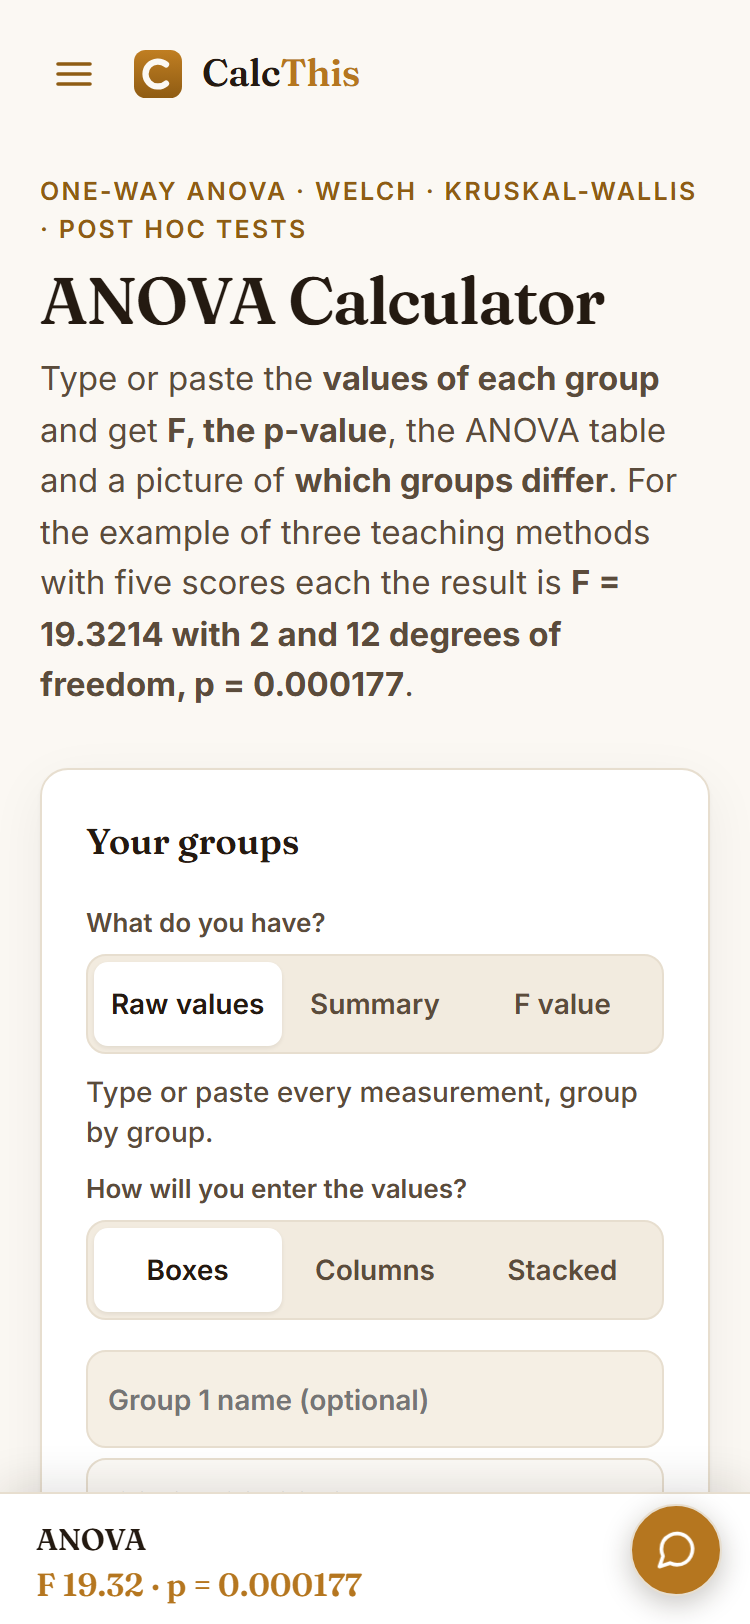 C CalcThis
ONE-WAY ANOVA · WELCH · KRUSKAL-WALLIS
· POST HOC TESTS
ANOVA Calculator
Type or paste the values of each group
and get F, the p-value, the ANOVA table
and a picture of which groups differ. For
the example of three teaching methods
with five scores each the result is F =
19.3214 with 2 and 12 degrees of
freedom, p = 0.000177.
Your groups
What do you have?
Raw values Summary F value
Type or paste every measurement, group
by group.
How will you enter the values?
Boxes Columns Stacked
Group 1 name (optional)
ANOVA
F 19.32 · p = 0.000177